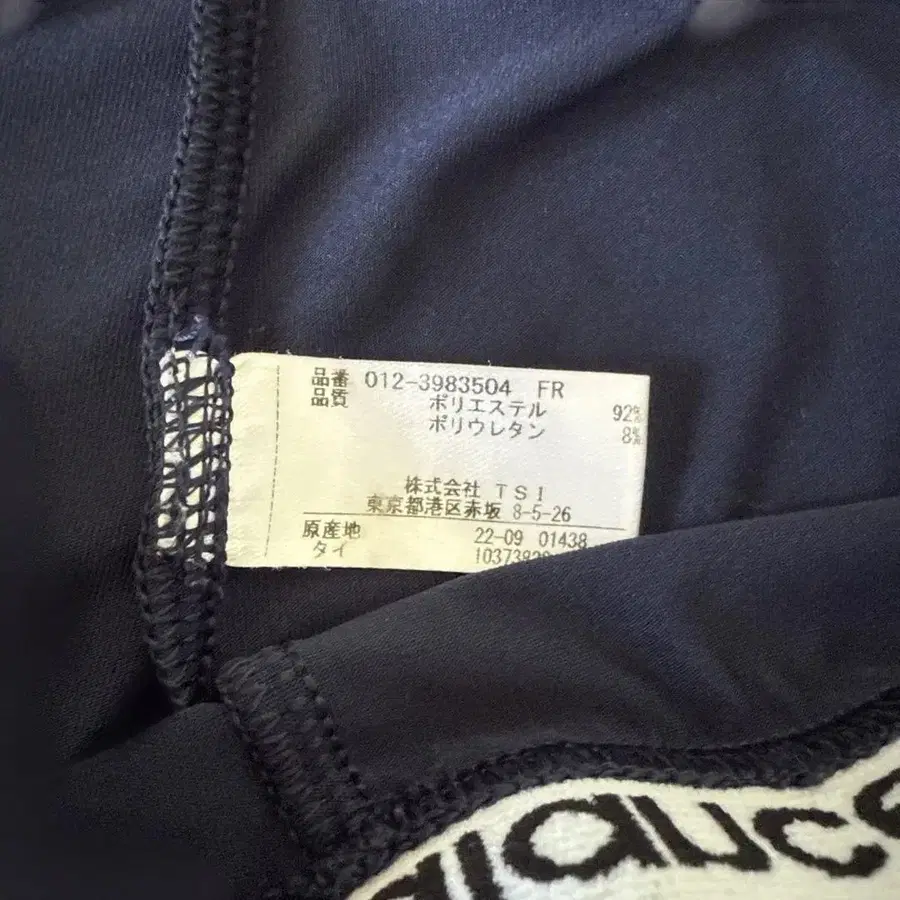 品番 012-3983504 FR
品質 ポリエステル 92%
ポリウレタン 8%
株式会社 TSI
東京都港区赤坂 8-5-26
原産地 22-09 01438
タイ
alance